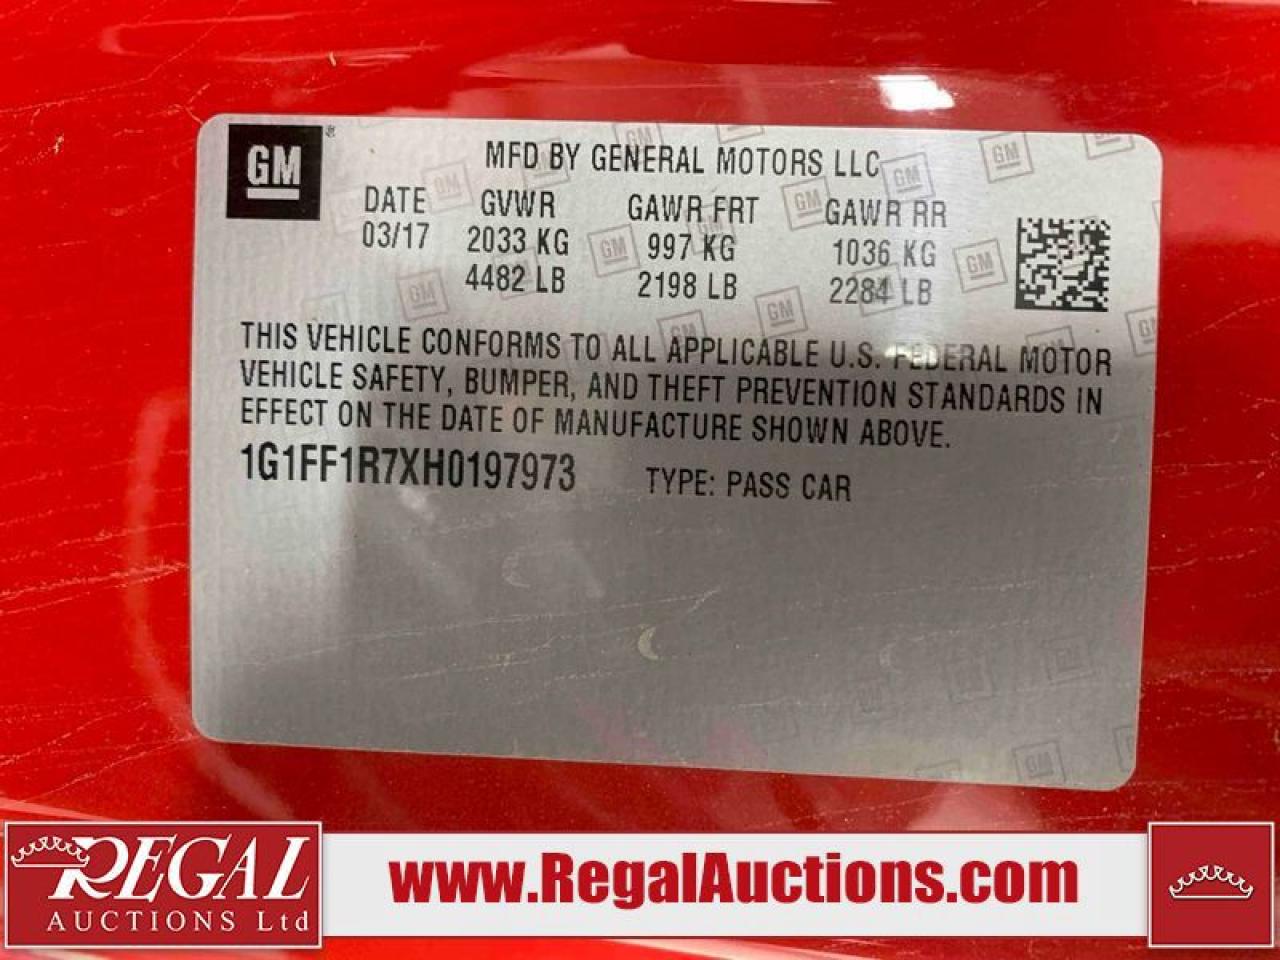 GM
MFD BY GENERAL MOTORS LLC
DATE GVWR GAWR FRT GAWR RR
03/17 2033 KG 997 KG 1036 KG
4482 LB 2198 LB 2284 LB
THIS VEHICLE CONFORMS TO ALL APPLICABLE U.S. FEDERAL MOTOR
VEHICLE SAFETY, BUMPER, AND THEFT PREVENTION STANDARDS IN
EFFECT ON THE DATE OF MANUFACTURE SHOWN ABOVE.
1G1FF1R7XH0197973 TYPE: PASS CAR
REGAL
AUCTIONS Ltd
www.RegalAuctions.com